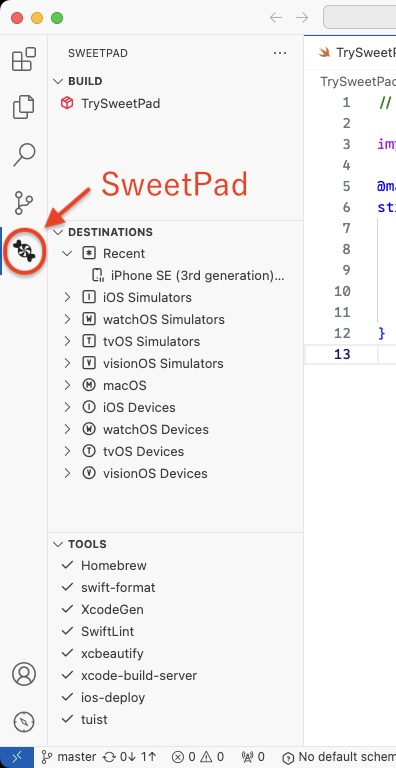 SWEETPAD
TrySweetP
BUILD
TrySweetPad
TrySweetPad
SweetPad
DESTINATIONS
Recent
iPhone SE (3rd generation)...
iOS Simulators
watchOS Simulators
tvOS Simulators
visionOS Simulators
macOS
iOS Devices
watchOS Devices
tvOS Devices
visionOS Devices
TOOLS
Homebrew
swift-format
XcodeGen
SwiftLint
xcbeautify
xcode-build-server
ios-deploy
tuist
1 //
2
3 im
4
5 @ma
6 st
7
8
9
10
11
12 }
13
master 0↓ 1↑ 0 0 0 No default schem